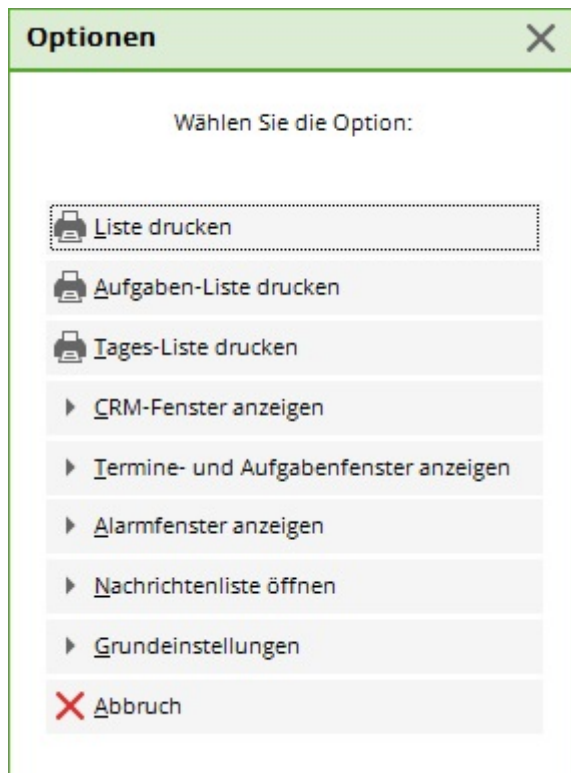 Optionen
Wählen Sie die Option:
Liste drucken
Aufgaben-Liste drucken
Tages-Liste drucken
CRM-Fenster anzeigen
Termine- und Aufgabenfenster anzeigen
Alarmfenster anzeigen
Nachrichtenliste öffnen
Grundeinstellungen
Abbruch